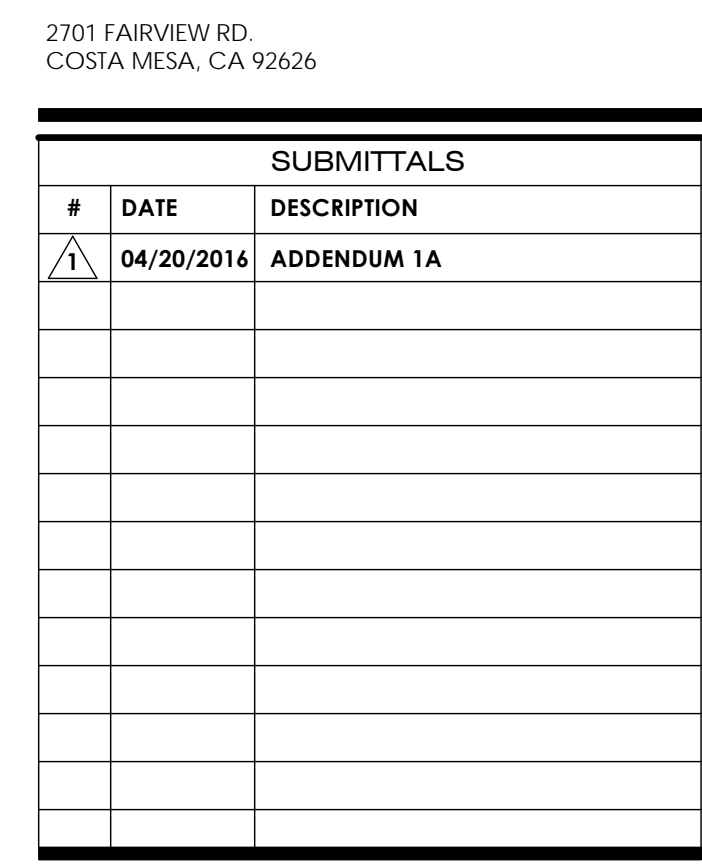 2701 FAIRVIEW RD.
COSTA MESA, CA 92626
SUBMITTALS
# DATE DESCRIPTION
1 04/20/2016 ADDENDUM 1A